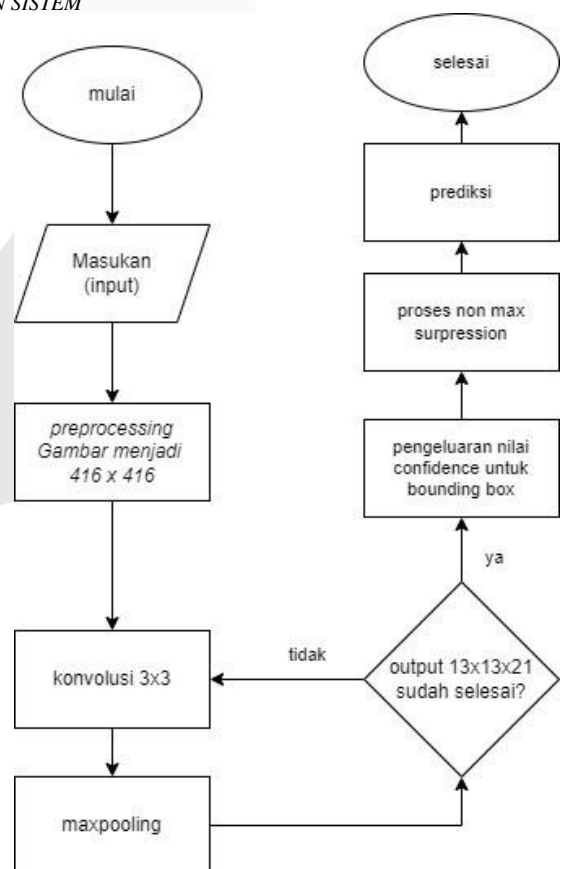 N SISTEM
mulai
Masukan
(input)
preprocessing
Gambar menjadi
416 x 416
konvolusi 3x3
maxpooling
tidak
output 13x13x21
sudah selesai?
ya
pengeluaran nilai
confidence untuk
bounding box
proses non max
surpression
prediksi
selesai